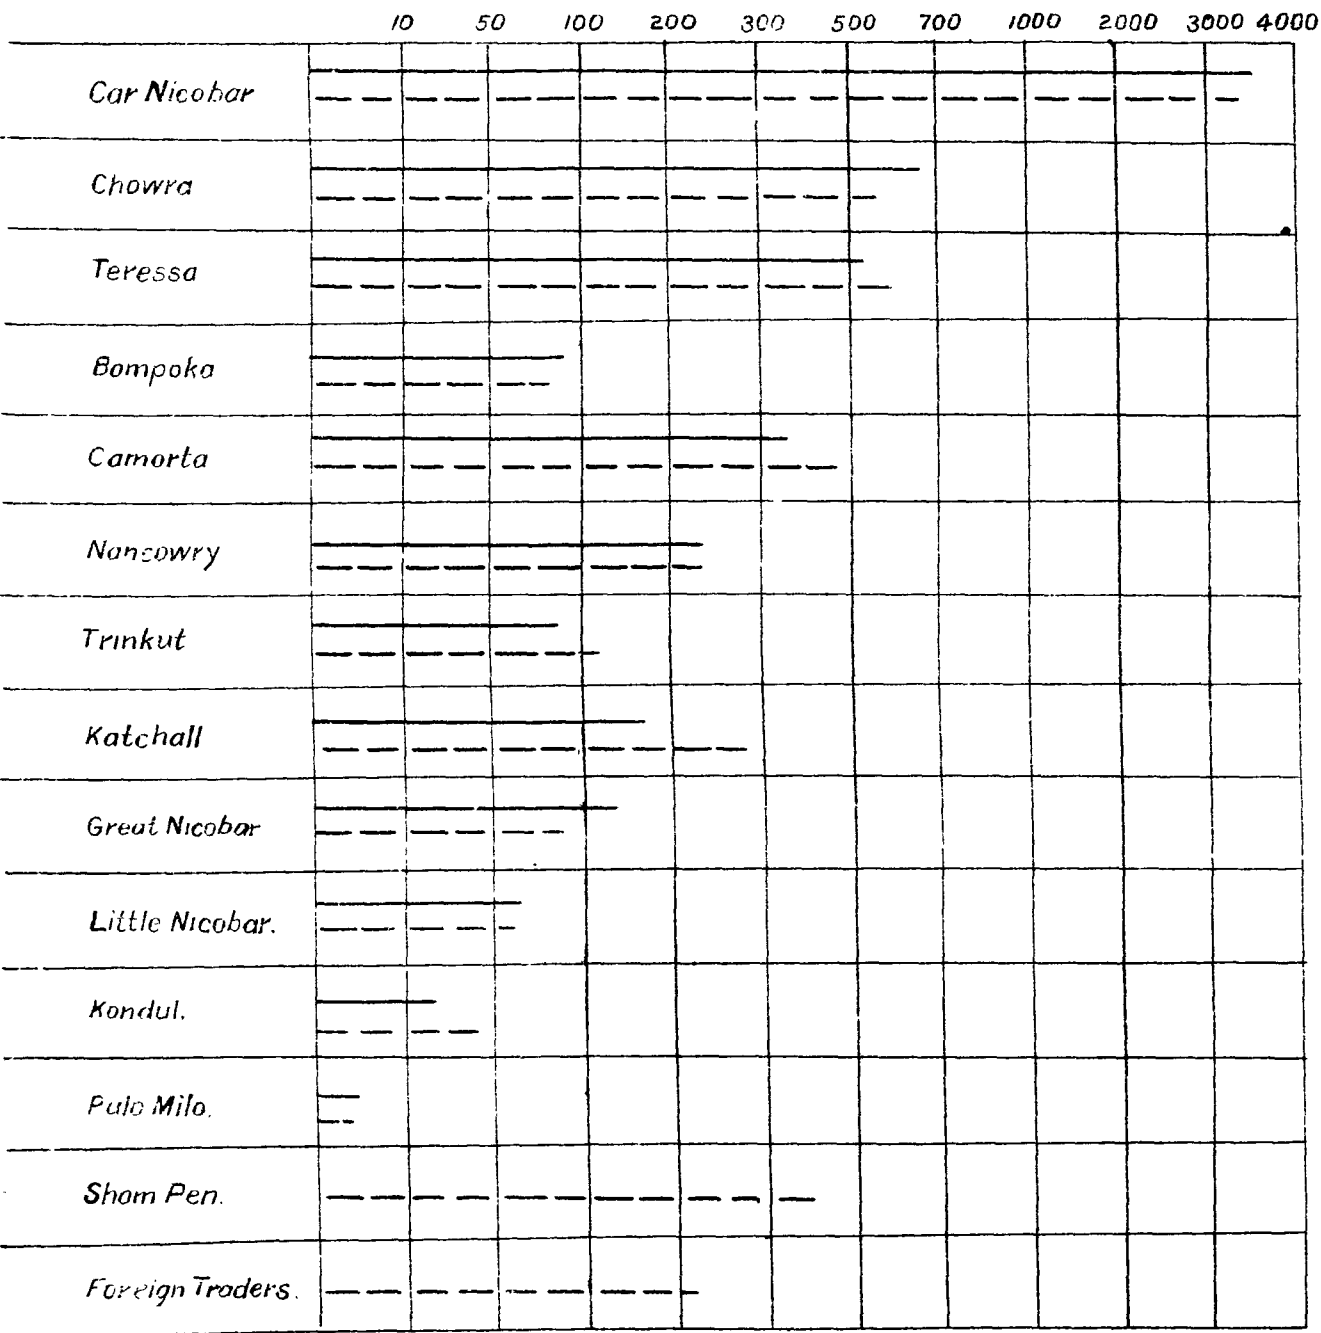 10 50 100 200 300 500 700 1000 2000 3000 4000
Car Nicobar
Chowra
Teressa
Bompoka
Camorta
Nancowry
Trinkut
Katchall
Great Nicobar
Little Nicobar.
Kondul.
Pulo Milo.
Shom Pen.
Foreign Traders.